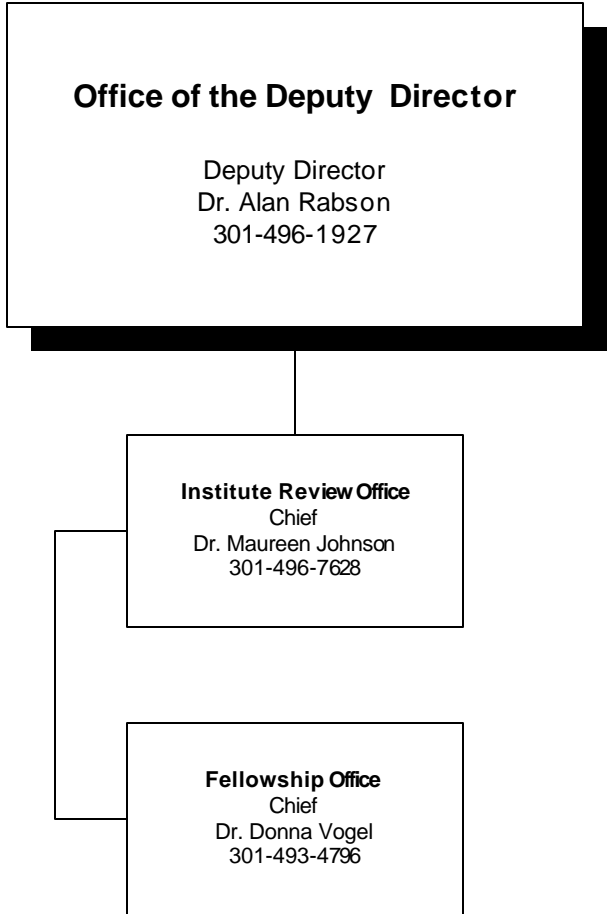 Office of the Deputy Director
Deputy Director
Dr. Alan Rabson
301-496-1927
Institute Review Office
Chief
Dr. Maureen Johnson
301-496-7628
Fellowship Office
Chief
Dr. Donna Vogel
301-493-4796